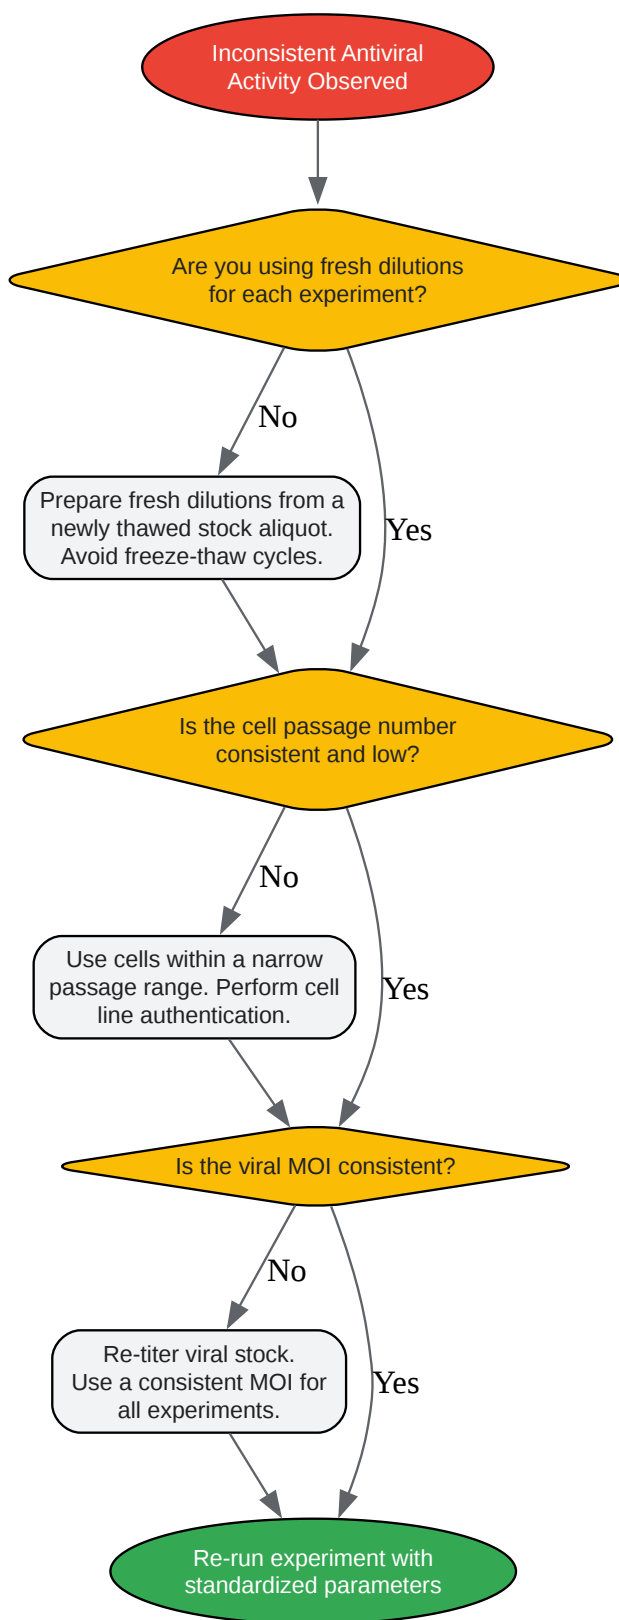 Inconsistent Antiviral
Activity Observed
Are you using fresh dilutions
for each experiment?
No
Prepare fresh dilutions from a
newly thawed stock aliquot.
Avoid freeze-thaw cycles.
Yes
Is the cell passage number
consistent and low?
No
Use cells within a narrow
passage range. Perform cell
line authentication.
Yes
Is the viral MOI consistent?
No
Re-titer viral stock.
Use a consistent MOI for
all experiments.
Yes
Re-run experiment with
standardized parameters